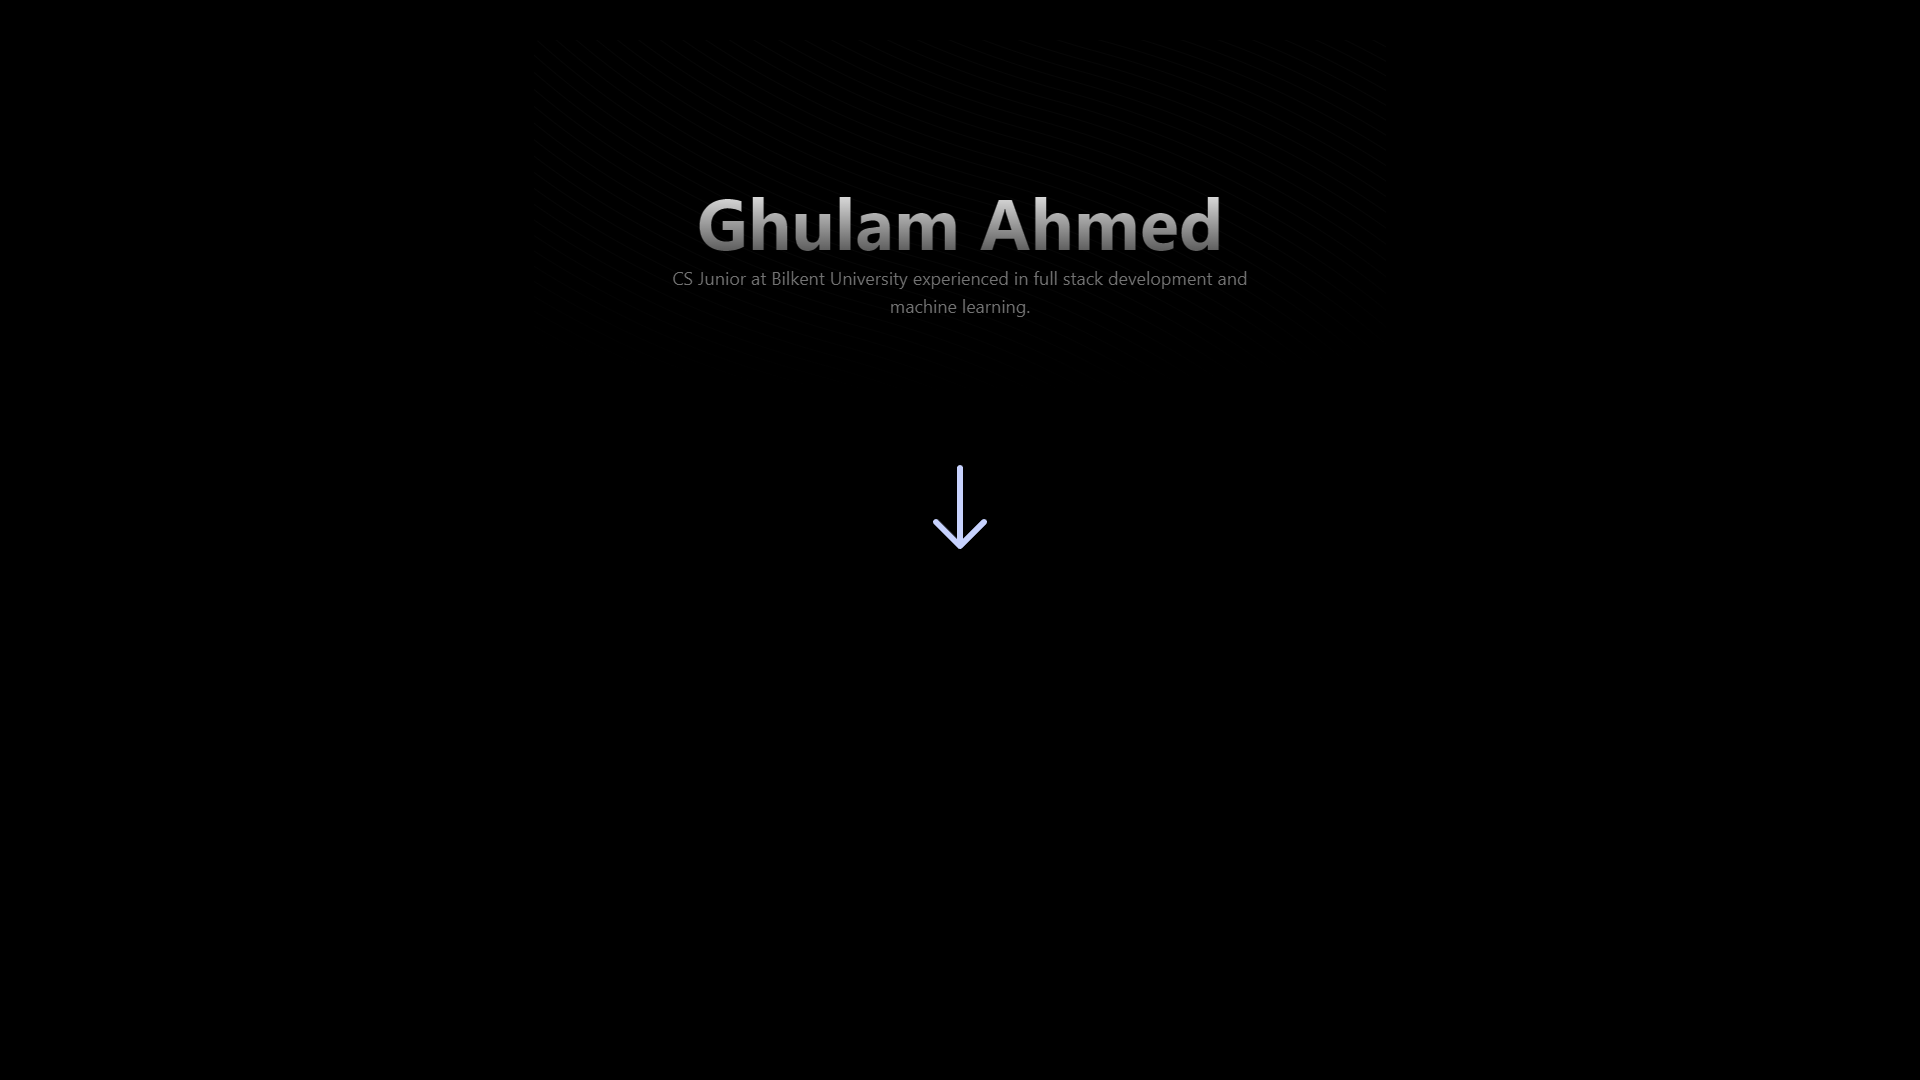 Ghulam Ahmed
CS Junior at Bilkent University experienced in full stack development and
machine learning.